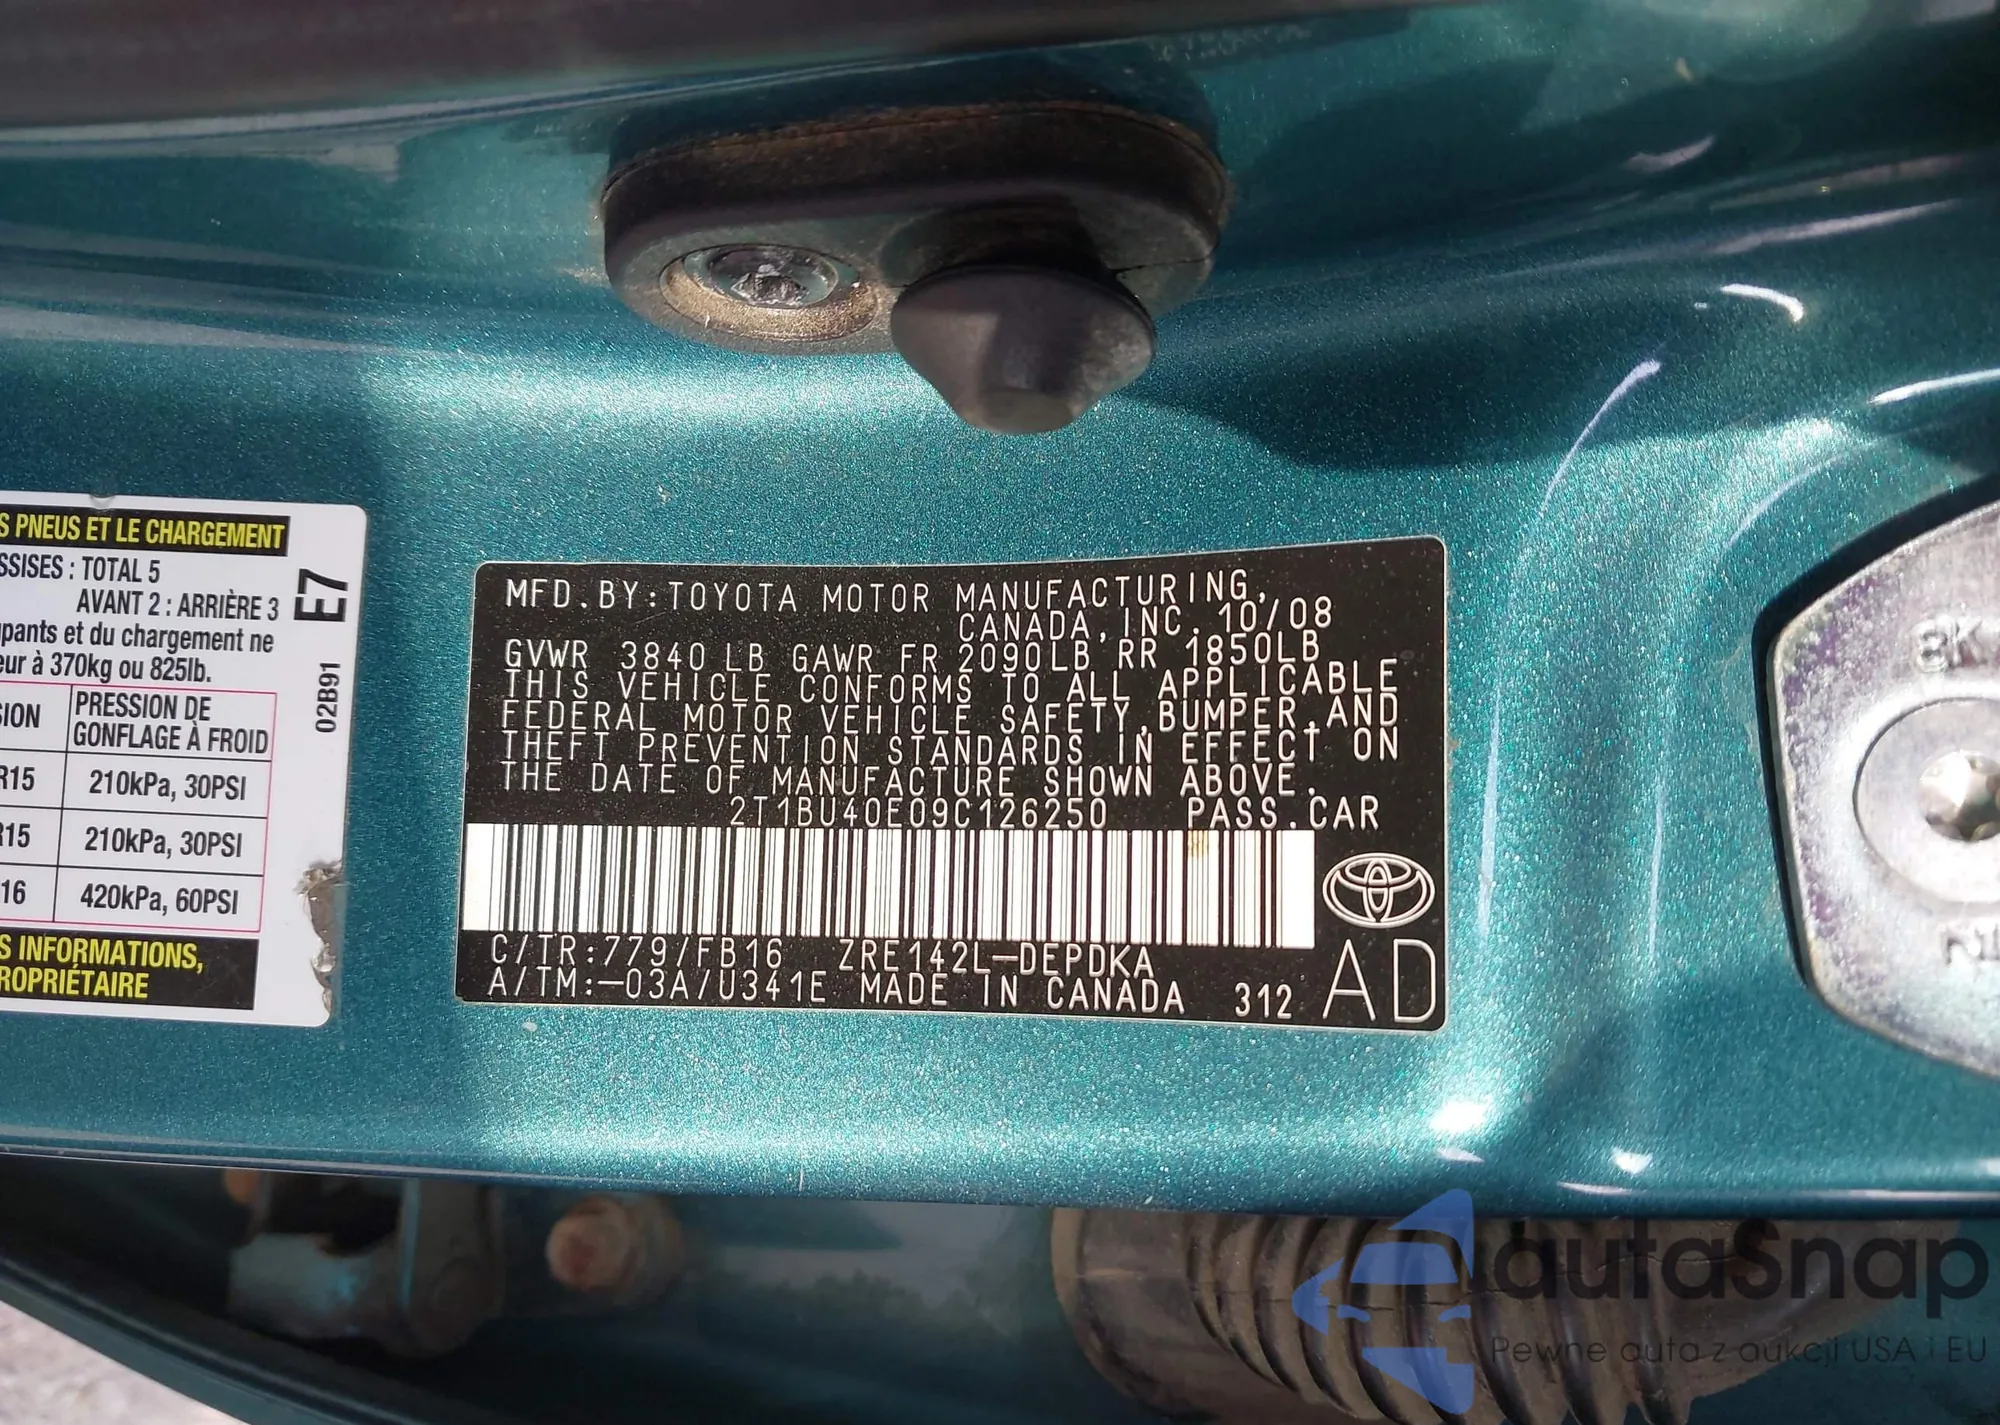 S PNEUS ET LE CHARGEMENT
SSISES : TOTAL 5
AVANT 2 : ARRIÈRE 3
pants et du chargement ne
eur à 370kg ou 825lb.
SION
PRESSION DE
GONFLAGE À FROID
R15
210kPa, 30PSI
R15
210kPa, 30PSI
16
420kPa, 60PSI
S INFORMATIONS,
ROPRIÉTAIRE
E7
02B91
MFD.BY:TOYOTA MOTOR MANUFACTURING,
CANADA, INC. 10/08
GVWR 3840 LB GAWR FR 2090LB RR 1850LB
THIS VEHICLE CONFORMS TO ALL APPLICABLE
FEDERAL MOTOR VEHICLE SAFETY,BUMPER,AND
THEFT PREVENTION STANDARDS IN EFFECT ON
THE DATE OF MANUFACTURE SHOWN ABOVE.
2T1BU40E09C126250 PASS.CAR
C/TR:779/FB16 ZRE142L-DEPDKA
A/TM:-03A/U341E MADE IN CANADA 312
AD
8K
autaSnap
Pewne auta z aukcji USA i EU